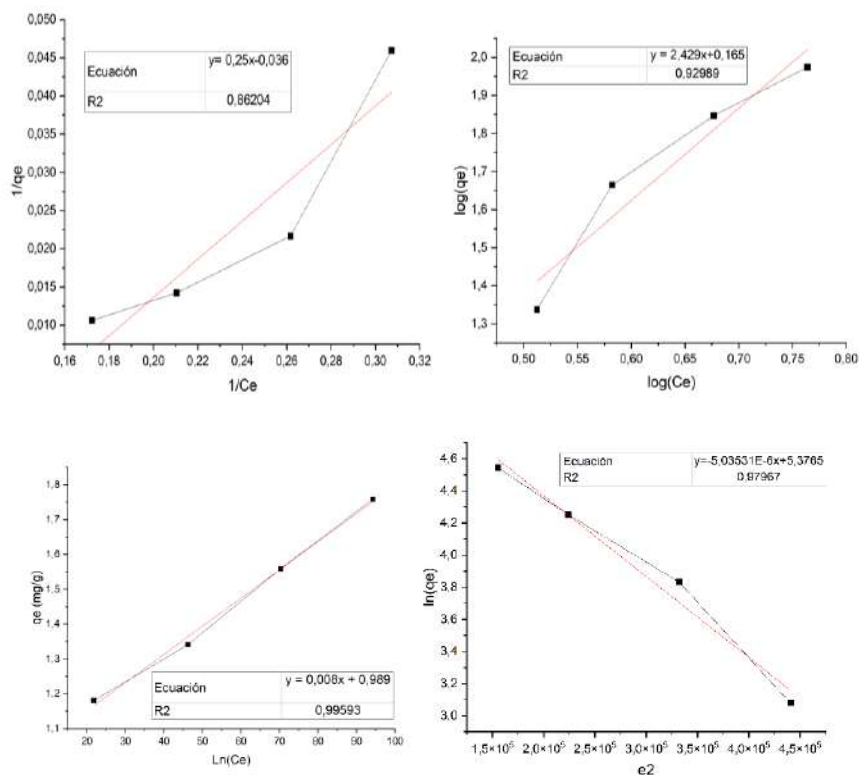 0,050
0,045
0,040
0,035
0,030
0,025
0,020
0,015
0,010
1/qe
Ecuación y= 0,25x-0,036
R2 0,86204
0,16 0,18 0,20 0,22 0,24 0,26 0,28 0,30 0,32
1/Ce
2,0
1,9
1,8
1,7
1,6
1,5
1,4
1,3
log(qe)
Ecuación y = 2,429x+0,165
R2 0,92989
0,50 0,55 0,60 0,65 0,70 0,75 0,80
log(Ce)
1,8
1,7
1,6
1,5
1,4
1,3
1,2
1,1
qe (mg/g)
Ecuación y = 0,008x + 0,989
R2 0,99593
20 30 40 50 60 70 80 90 100
Ln(Ce)
4,6
4,4
4,2
4,0
3,8
3,6
3,4
3,2
3,0
ln(qe)
Ecuación y=-5,03531E-6x+5,3765
R2 0,97967
1,5×10⁵ 2,0×10⁵ 2,5×10⁵ 3,0×10⁵ 3,5×10⁵ 4,0×10⁵ 4,5×10⁵
e2